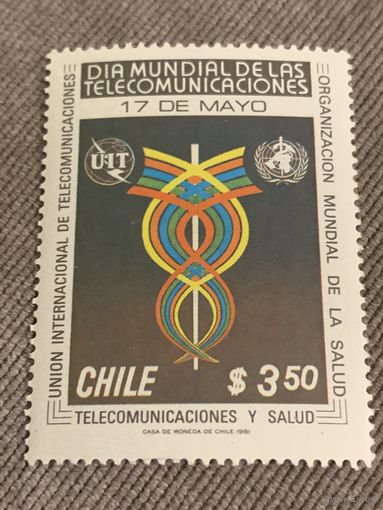 DIA MUNDIAL DE LAS
TELECOMUNICACIONES
17 DE MAYO
UNION INTERNACIONAL DE TELECOMUNICACIONES
UIT
ORGANIZACION MUNDIAL DE LA SALUD
CHILE
$ 3.50
TELECOMUNICACIONES Y SALUD
CASA DE MONEDA DE CHILE 1981